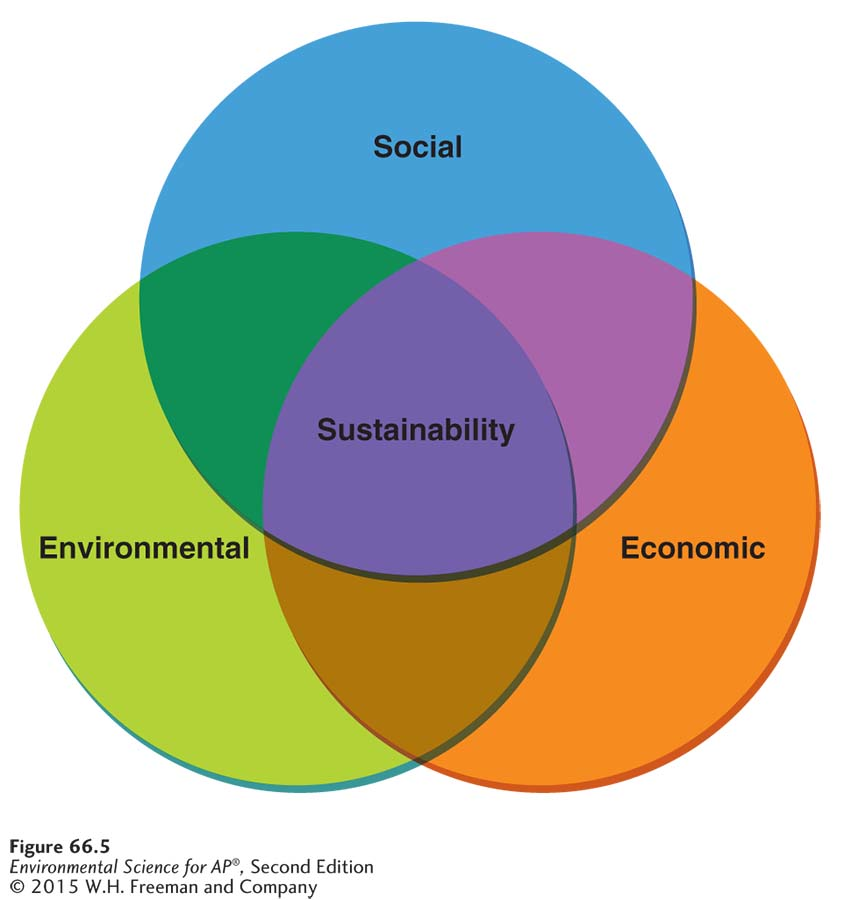 Social
Sustainability
Environmental
Economic
Figure 66.5
Environmental Science for AP®, Second Edition
© 2015 W.H. Freeman and Company